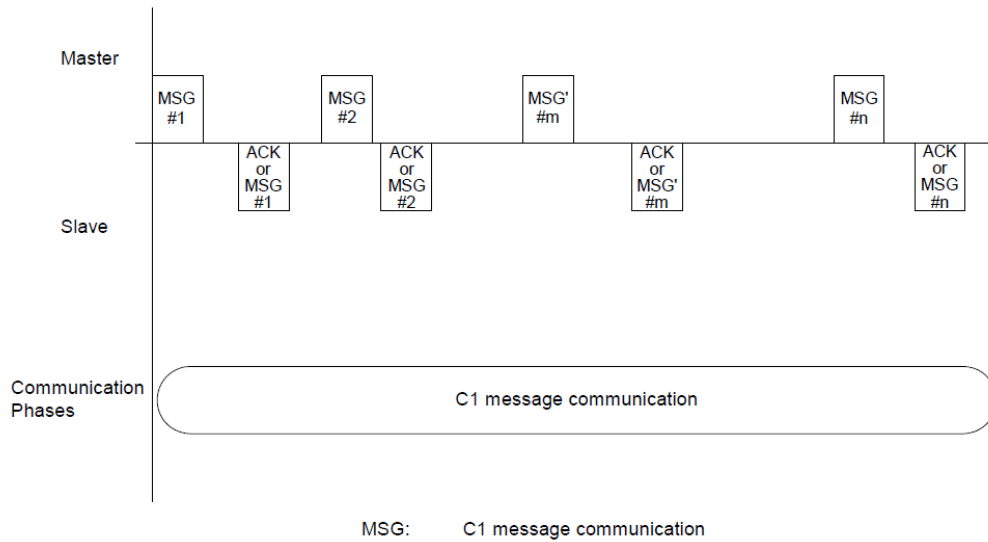 Master
MSG
#1
MSG
#2
MSG'
#m
MSG
#n
ACK
or
MSG
#1
ACK
or
MSG
#2
ACK
or
MSG'
#m
ACK
or
MSG
#n
Slave
Communication
Phases
C1 message communication
MSG: C1 message communication